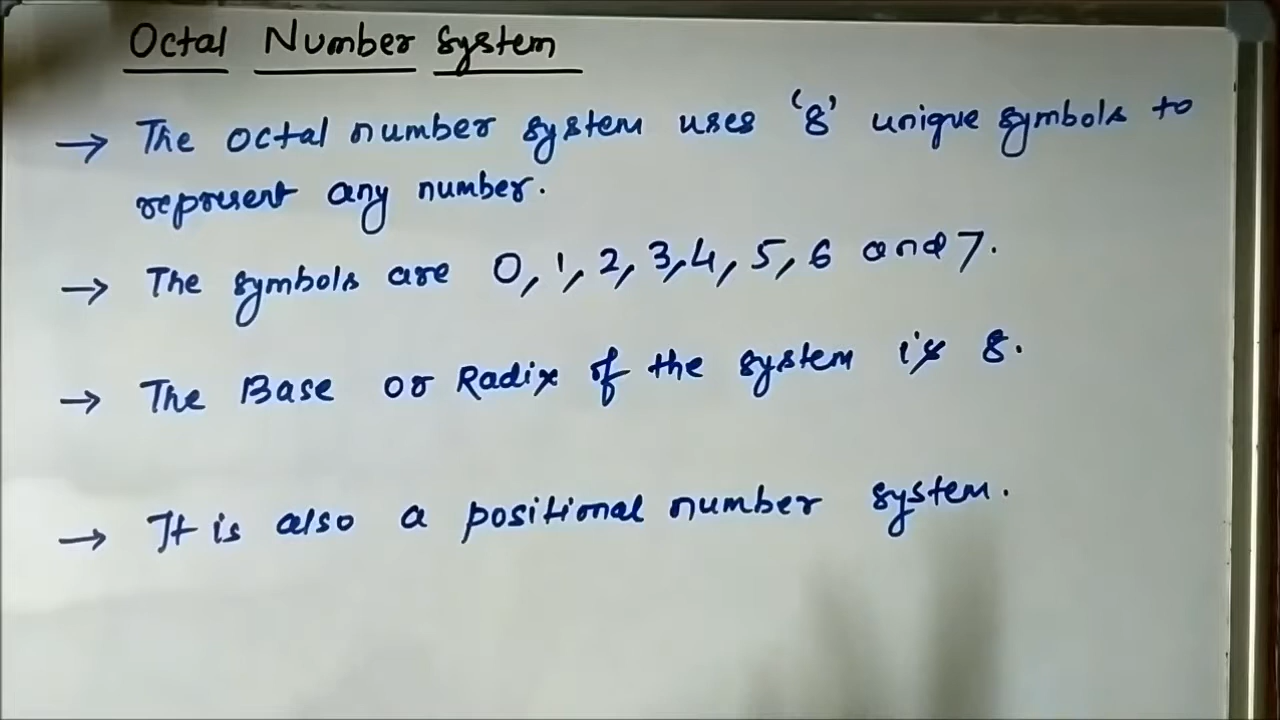 Octal Number System
→ The octal number system uses '8' unique symbols to
represent any number.
→ The symbols are 0, 1, 2, 3, 4, 5, 6 and 7.
→ The Base or Radix of the system is 8.
→ It is also a positional number system.